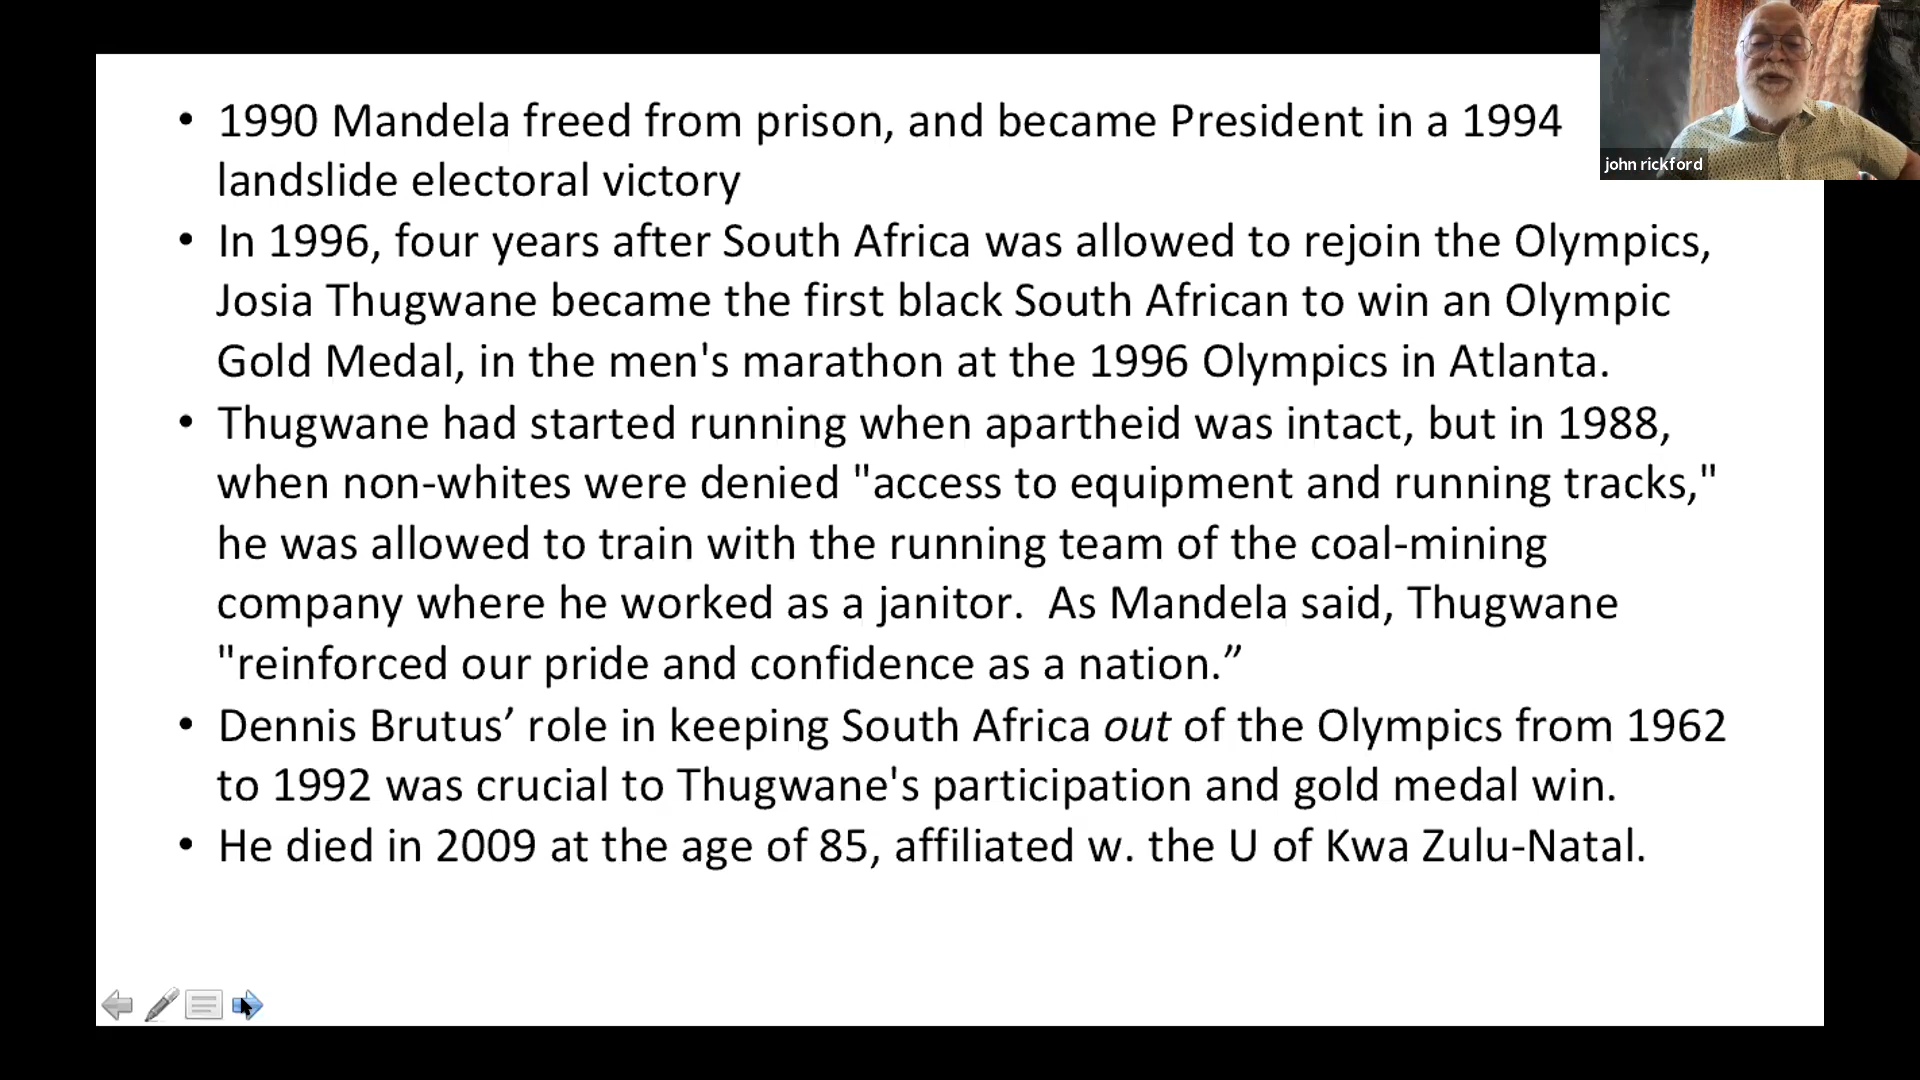 • 1990 Mandela freed from prison, and became President in a 1994
landslide electoral victory
• In 1996, four years after South Africa was allowed to rejoin the Olympics,
Josia Thugwane became the first black South African to win an Olympic
Gold Medal, in the men's marathon at the 1996 Olympics in Atlanta.
• Thugwane had started running when apartheid was intact, but in 1988,
when non-whites were denied "access to equipment and running tracks,"
he was allowed to train with the running team of the coal-mining
company where he worked as a janitor.  As Mandela said, Thugwane
"reinforced our pride and confidence as a nation.”
• Dennis Brutus’ role in keeping South Africa out of the Olympics from 1962
to 1992 was crucial to Thugwane's participation and gold medal win.
• He died in 2009 at the age of 85, affiliated w. the U of Kwa Zulu-Natal.
john rickford